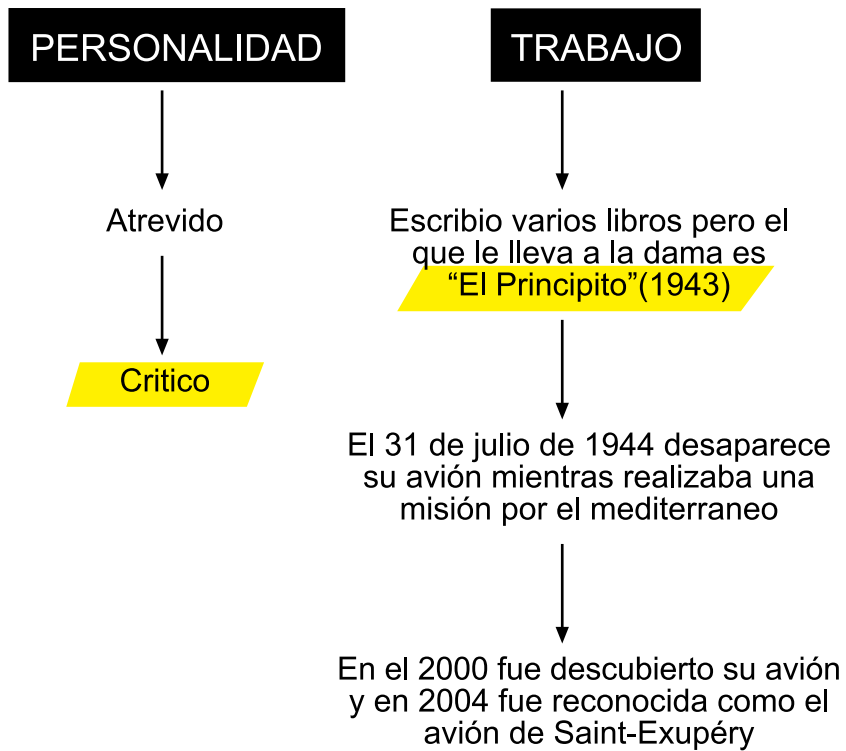 PERSONALIDAD
Atrevido
Critico
TRABAJO
Escribio varios libros pero el
que le lleva a la dama es
“El Principito”(1943)
El 31 de julio de 1944 desaparece
su avión mientras realizaba una
misión por el mediterraneo
En el 2000 fue descubierto su avión
y en 2004 fue reconocida como el
avión de Saint-Exupéry